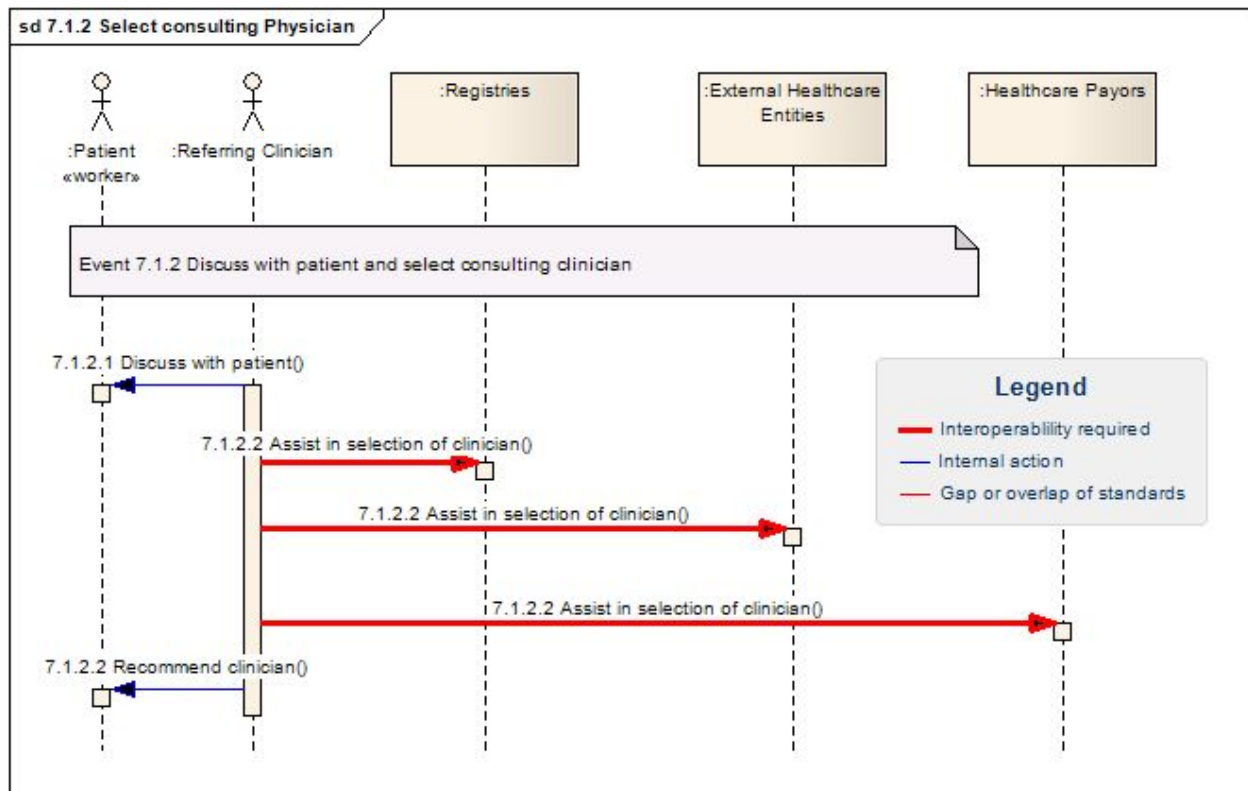 sd 7.1.2 Select consulting Physician
:Patient
«worker»
:Referring Clinician
:Registries
:External Healthcare
Entities
:Healthcare Payors
Event 7.1.2 Discuss with patient and select consulting clinician
7.1.2.1 Discuss with patient()
7.1.2.2 Assist in selection of clinician()
7.1.2.2 Assist in selection of clinician()
7.1.2.2 Assist in selection of clinician()
7.1.2.2 Recommend clinician()
Legend
Interoperablility required
Internal action
Gap or overlap of standards